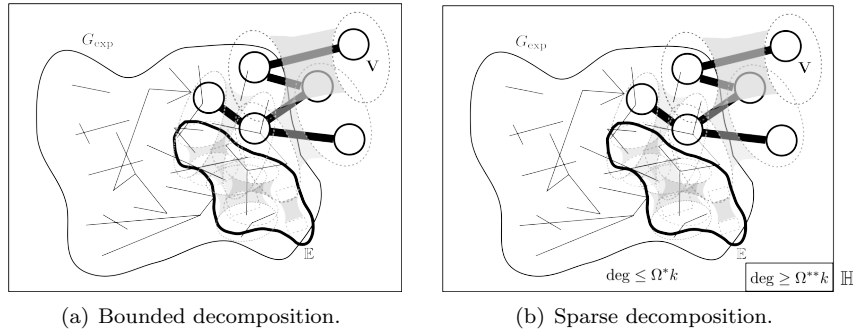 G_exp
V
𝔼
(a) Bounded decomposition.
G_exp
V
𝔼
deg ≤ Ω*k
deg ≥ Ω**k
ℍ
(b) Sparse decomposition.